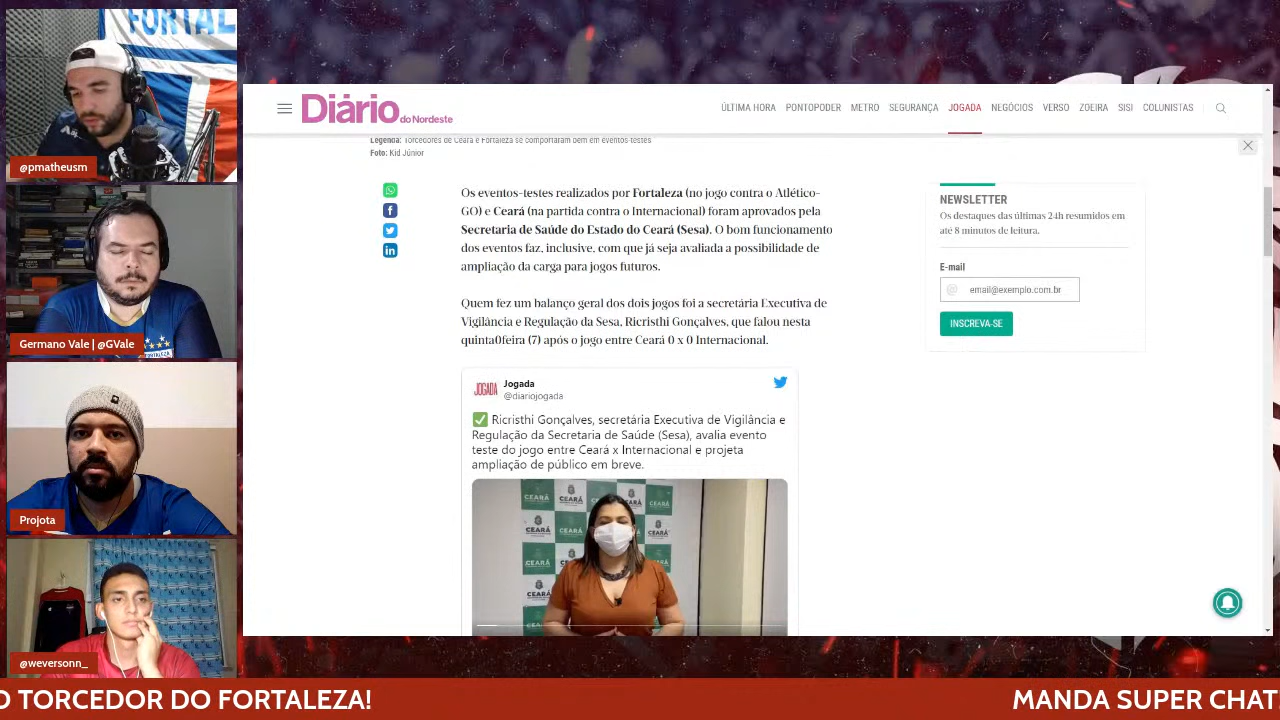 FORTAL
@pmatheusm
Germano Vale | @GVale
FORTALEZA
Projota
@weversonn_
Diário do Nordeste
ÚLTIMA HORA PONTOPODER METRO SEGURANÇA JOGADA NEGÓCIOS VERSO ZOEIRA SISI COLUNISTAS
Legenda: Torcedores de Ceará e Fortaleza se comportaram bem em eventos-testes
Foto: Kid Júnior
Os eventos-testes realizados por Fortaleza (no jogo contra o Atlético-
GO) e Ceará (na partida contra o Internacional) foram aprovados pela
Secretaria de Saúde do Estado do Ceará (Sesa). O bom funcionamento
dos eventos faz, inclusive, com que já seja avaliada a possibilidade de
ampliação da carga para jogos futuros.
Quem fez um balanço geral dos dois jogos foi a secretária Executiva de
Vigilância e Regulação da Sesa, Ricristhi Gonçalves, que falou nesta
quinta0feira (7) após o jogo entre Ceará 0 x 0 Internacional.
JOGADA
Jogada
@diariojogada
✅ Ricristhi Gonçalves, secretária Executiva de Vigilância e
Regulação da Secretaria de Saúde (Sesa), avalia evento
teste do jogo entre Ceará x Internacional e projeta
ampliação de público em breve.
CEARÁ CEARÁ CEARÁ
CEARÁ CEARÁ
NEWSLETTER
Os destaques das últimas 24h resumidos em
até 8 minutos de leitura.
E-mail
email@exemplo.com.br
INSCREVA-SE
O TORCEDOR DO FORTALEZA!
MANDA SUPER CHAT